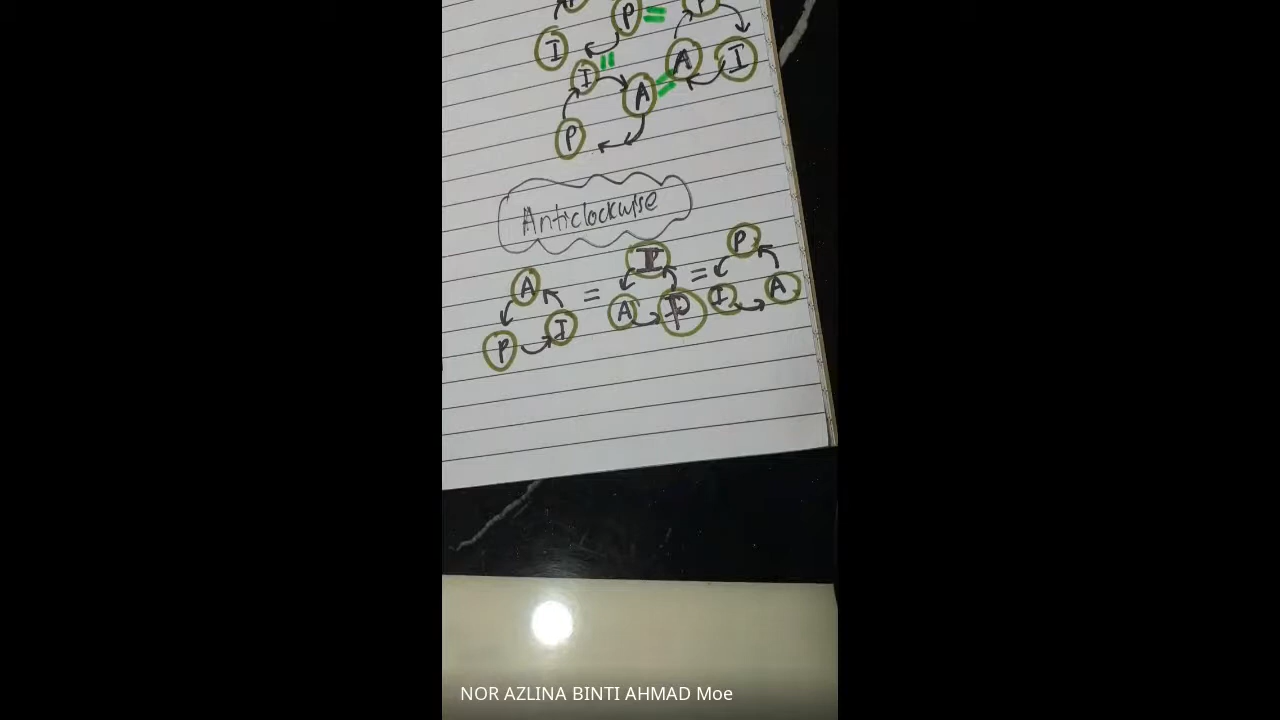 P = P
I
A I
I
A
P
Anticlockwise
A = I = P
P I A P I A
NOR AZLINA BINTI AHMAD Moe